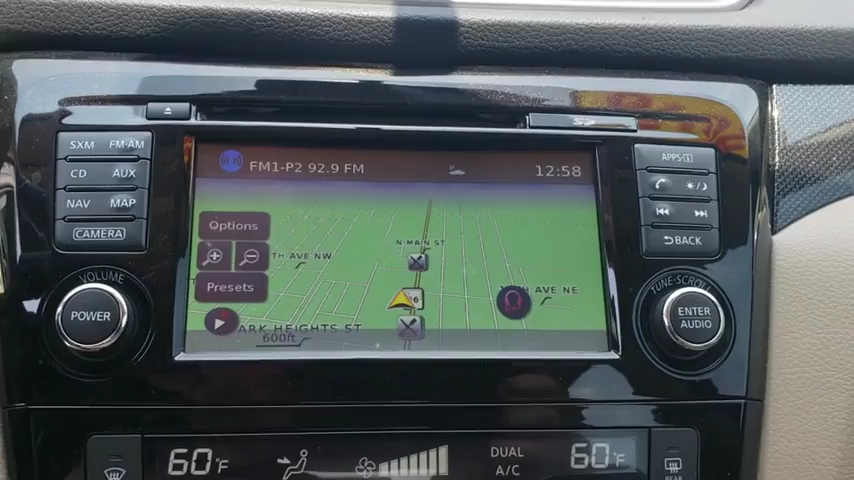 SD
SXM FM·AM
APPS
FM1-P2 92.9 FM 12:58
CD AUX
NAV MAP
Options
CAMERA
BACK
N MAIN ST
TH AVE NW
Presets
AVE NE
VOLUME
TUNE·SCROLL
POWER
ENTER
AUDIO
ARK HEIGHTS ST
600ft
60°F
DUAL
A/C
60°F
REAR